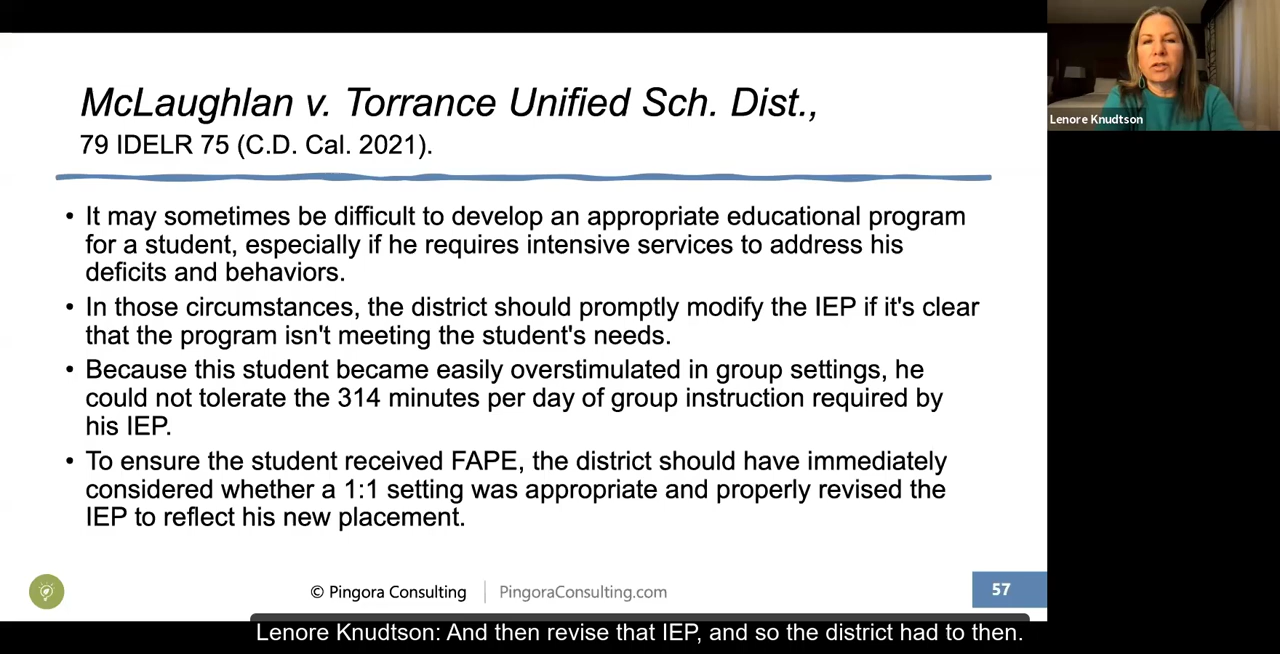 McLaughlan v. Torrance Unified Sch. Dist.,
79 IDELR 75 (C.D. Cal. 2021).
• It may sometimes be difficult to develop an appropriate educational program
for a student, especially if he requires intensive services to address his
deficits and behaviors.
• In those circumstances, the district should promptly modify the IEP if it's clear
that the program isn't meeting the student's needs.
• Because this student became easily overstimulated in group settings, he
could not tolerate the 314 minutes per day of group instruction required by
his IEP.
• To ensure the student received FAPE, the district should have immediately
considered whether a 1:1 setting was appropriate and properly revised the
IEP to reflect his new placement.
© Pingora Consulting | PingoraConsulting.com
57
Lenore Knudtson
Lenore Knudtson: And then revise that IEP, and so the district had to then.